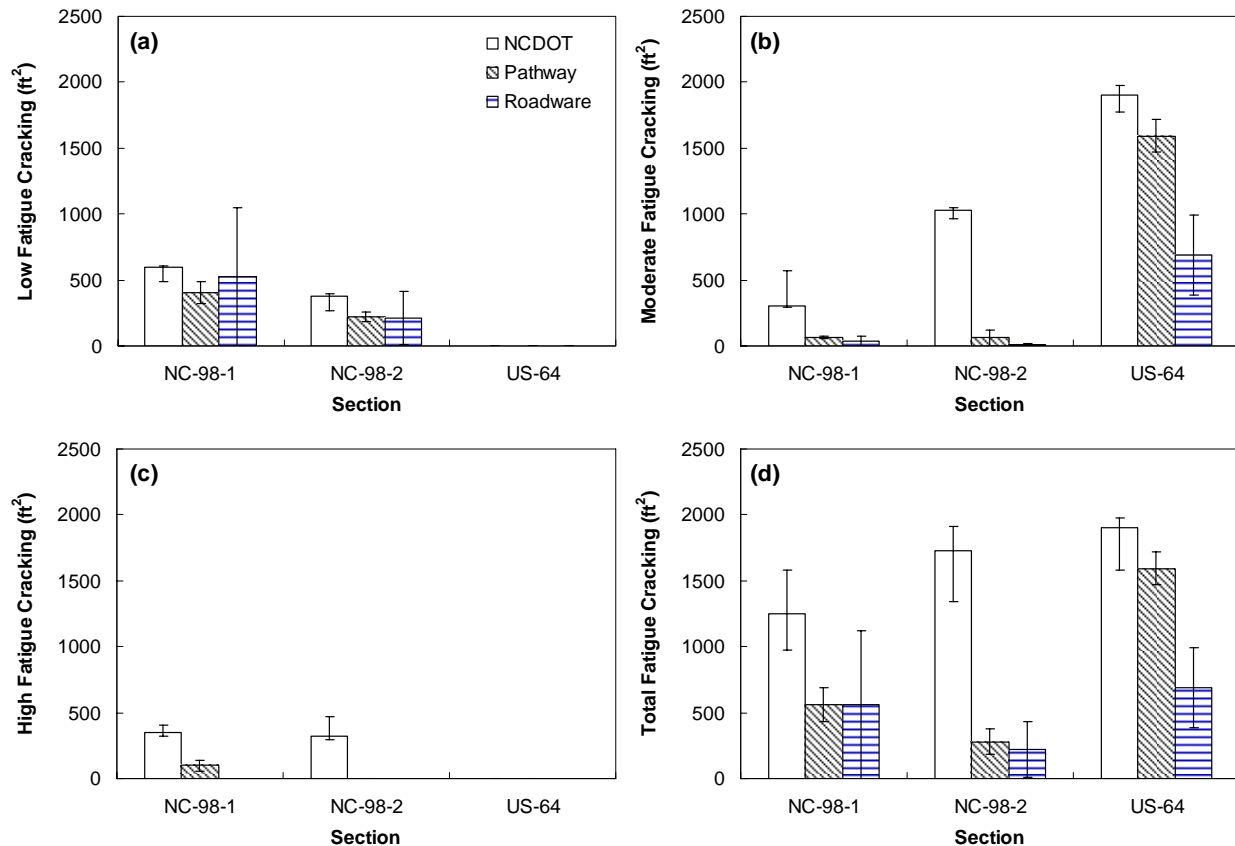 (a)
NCDOT
Pathway
Roadware
Low Fatigue Cracking (ft²)
2500
2000
1500
1000
500
0
NC-98-1 NC-98-2 US-64
Section
(b)
Moderate Fatigue Cracking (ft²)
2500
2000
1500
1000
500
0
NC-98-1 NC-98-2 US-64
Section
(c)
High Fatigue Cracking (ft²)
2500
2000
1500
1000
500
0
NC-98-1 NC-98-2 US-64
Section
(d)
Total Fatigue Cracking (ft²)
2500
2000
1500
1000
500
0
NC-98-1 NC-98-2 US-64
Section